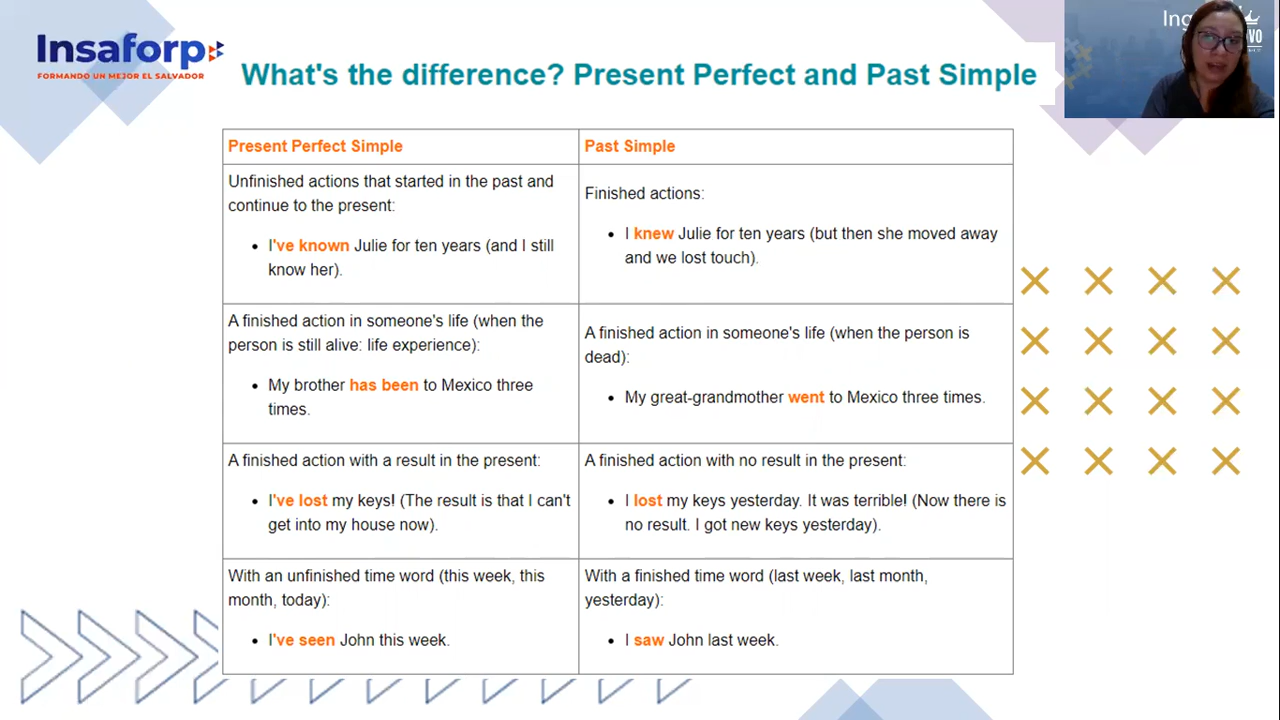 Insaforp
FORMANDO UN MEJOR EL SALVADOR
What's the difference? Present Perfect and Past Simple
Present Perfect Simple
Past Simple
Unfinished actions that started in the past and
continue to the present:
• I've known Julie for ten years (and I still
know her).
Finished actions:
• I knew Julie for ten years (but then she moved away
and we lost touch).
A finished action in someone's life (when the
person is still alive: life experience):
• My brother has been to Mexico three
times.
A finished action in someone's life (when the person is
dead):
• My great-grandmother went to Mexico three times.
A finished action with a result in the present:
• I've lost my keys! (The result is that I can't
get into my house now).
A finished action with no result in the present:
• I lost my keys yesterday. It was terrible! (Now there is
no result. I got new keys yesterday).
With an unfinished time word (this week, this
month, today):
• I've seen John this week.
With a finished time word (last week, last month,
yesterday):
• I saw John last week.